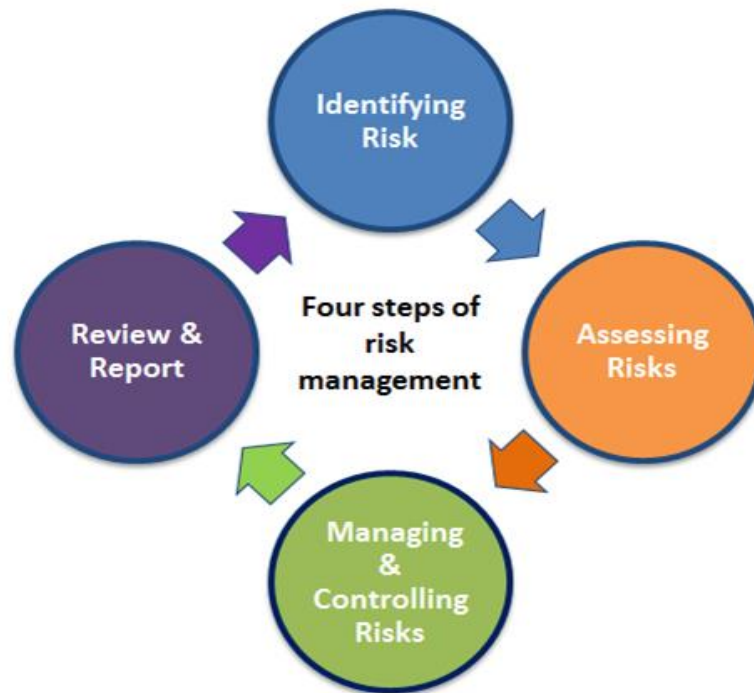 Identifying
Risk
Four steps of
risk
management
Assessing
Risks
Managing
&
Controlling
Risks
Review &
Report